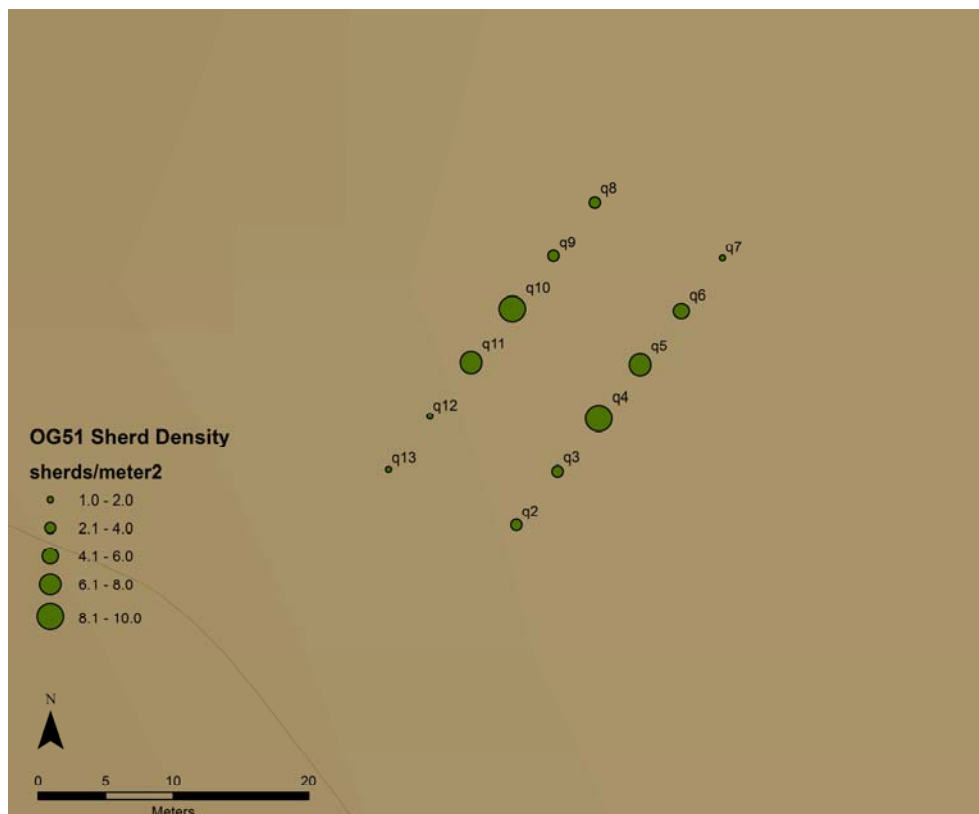 q8
q9
q7
q10
q6
q11
q5
q12
q4
q13
q3
q2
OG51 Sherd Density
sherds/meter2
1.0 - 2.0
2.1 - 4.0
4.1 - 6.0
6.1 - 8.0
8.1 - 10.0
N
0 5 10 20
Meters